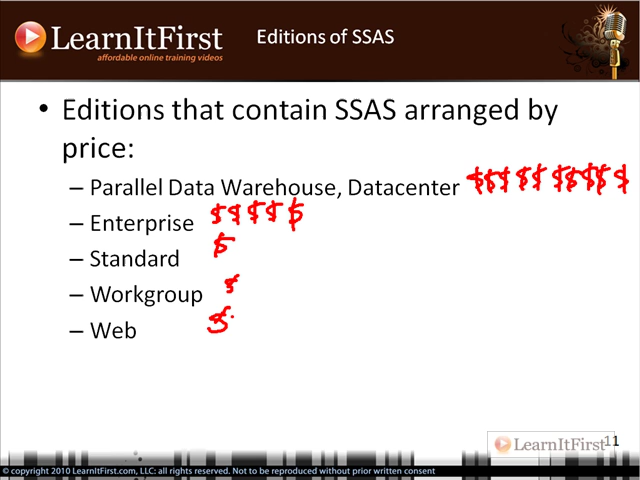 LearnItFirst
affordable online training videos
Editions of SSAS
• Editions that contain SSAS arranged by
price:
– Parallel Data Warehouse, Datacenter $$$$$$$$$$
– Enterprise $$$$$
– Standard $
– Workgroup $
– Web $
LearnItFirst
11
© copyright 2010 LearnItFirst.com, LLC: all rights reserved. Not to be reproduced without prior written consent